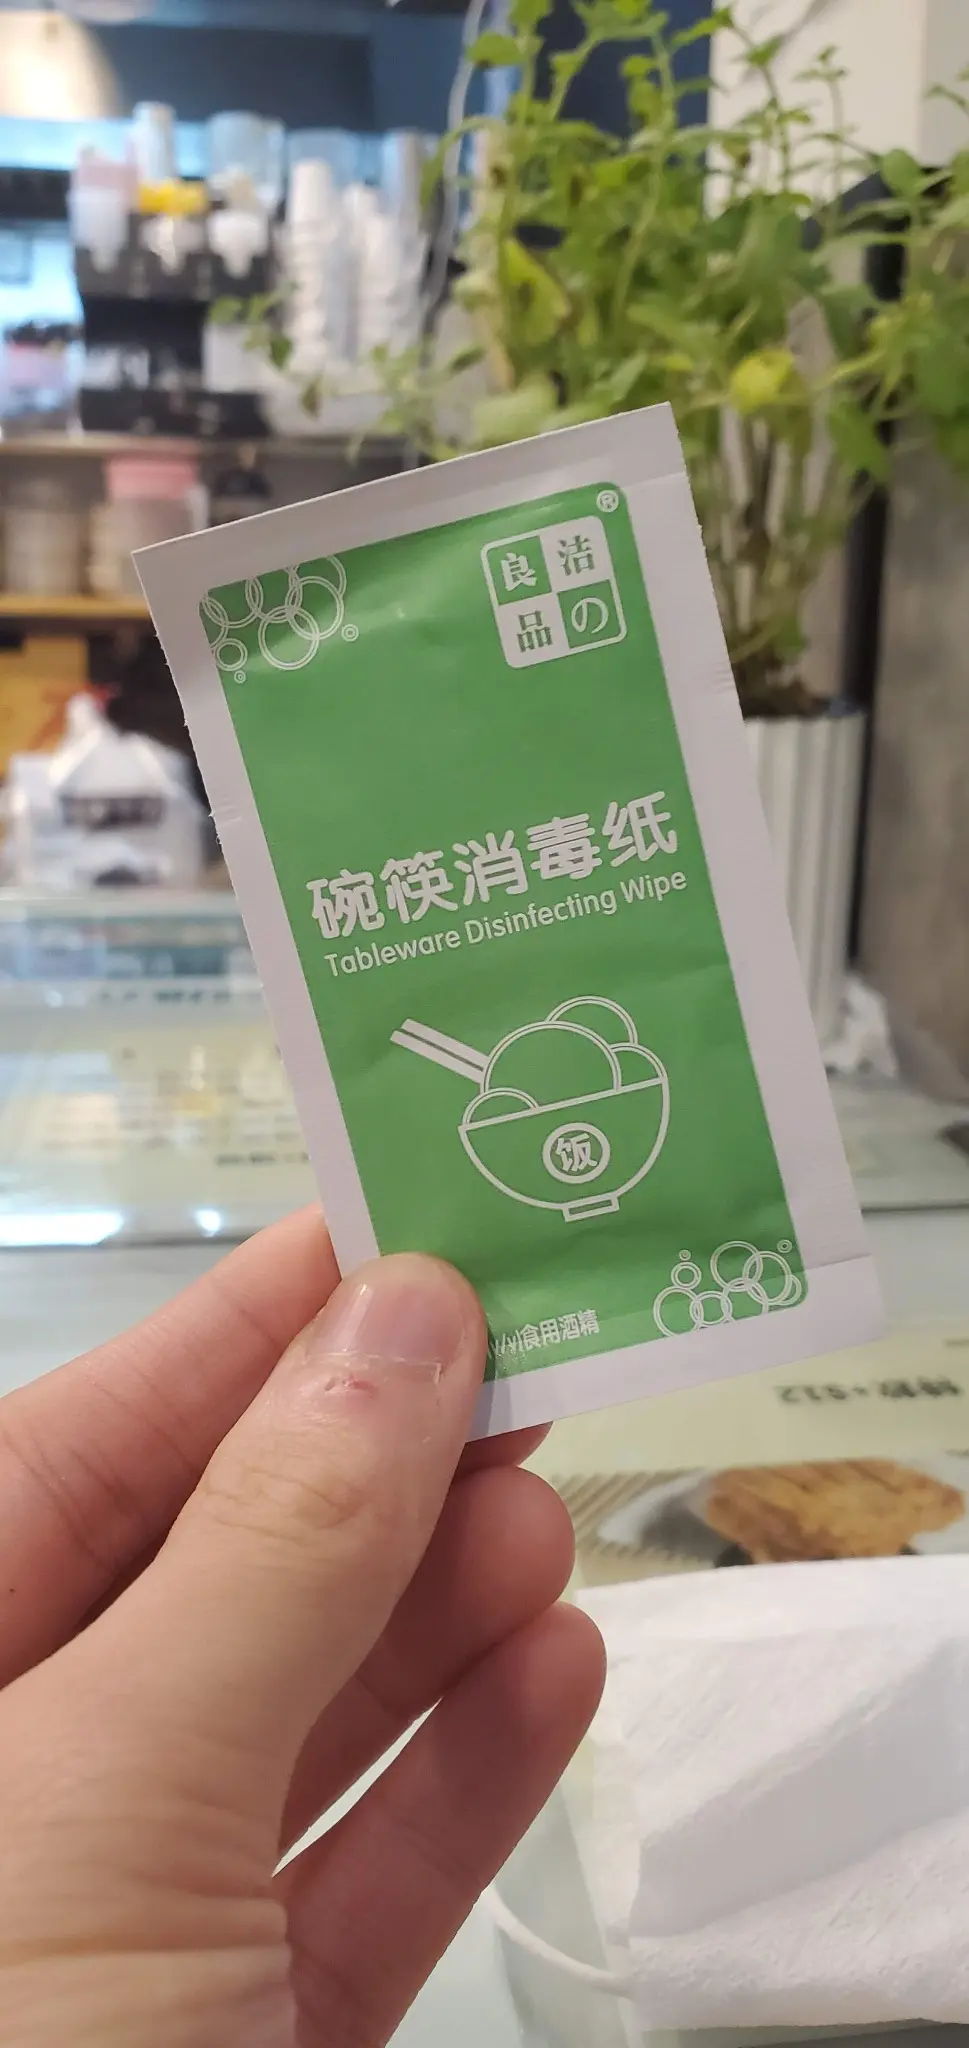 ®
良洁
品の
碗筷消毒纸
Tableware Disinfecting Wipe
饭
食用酒精